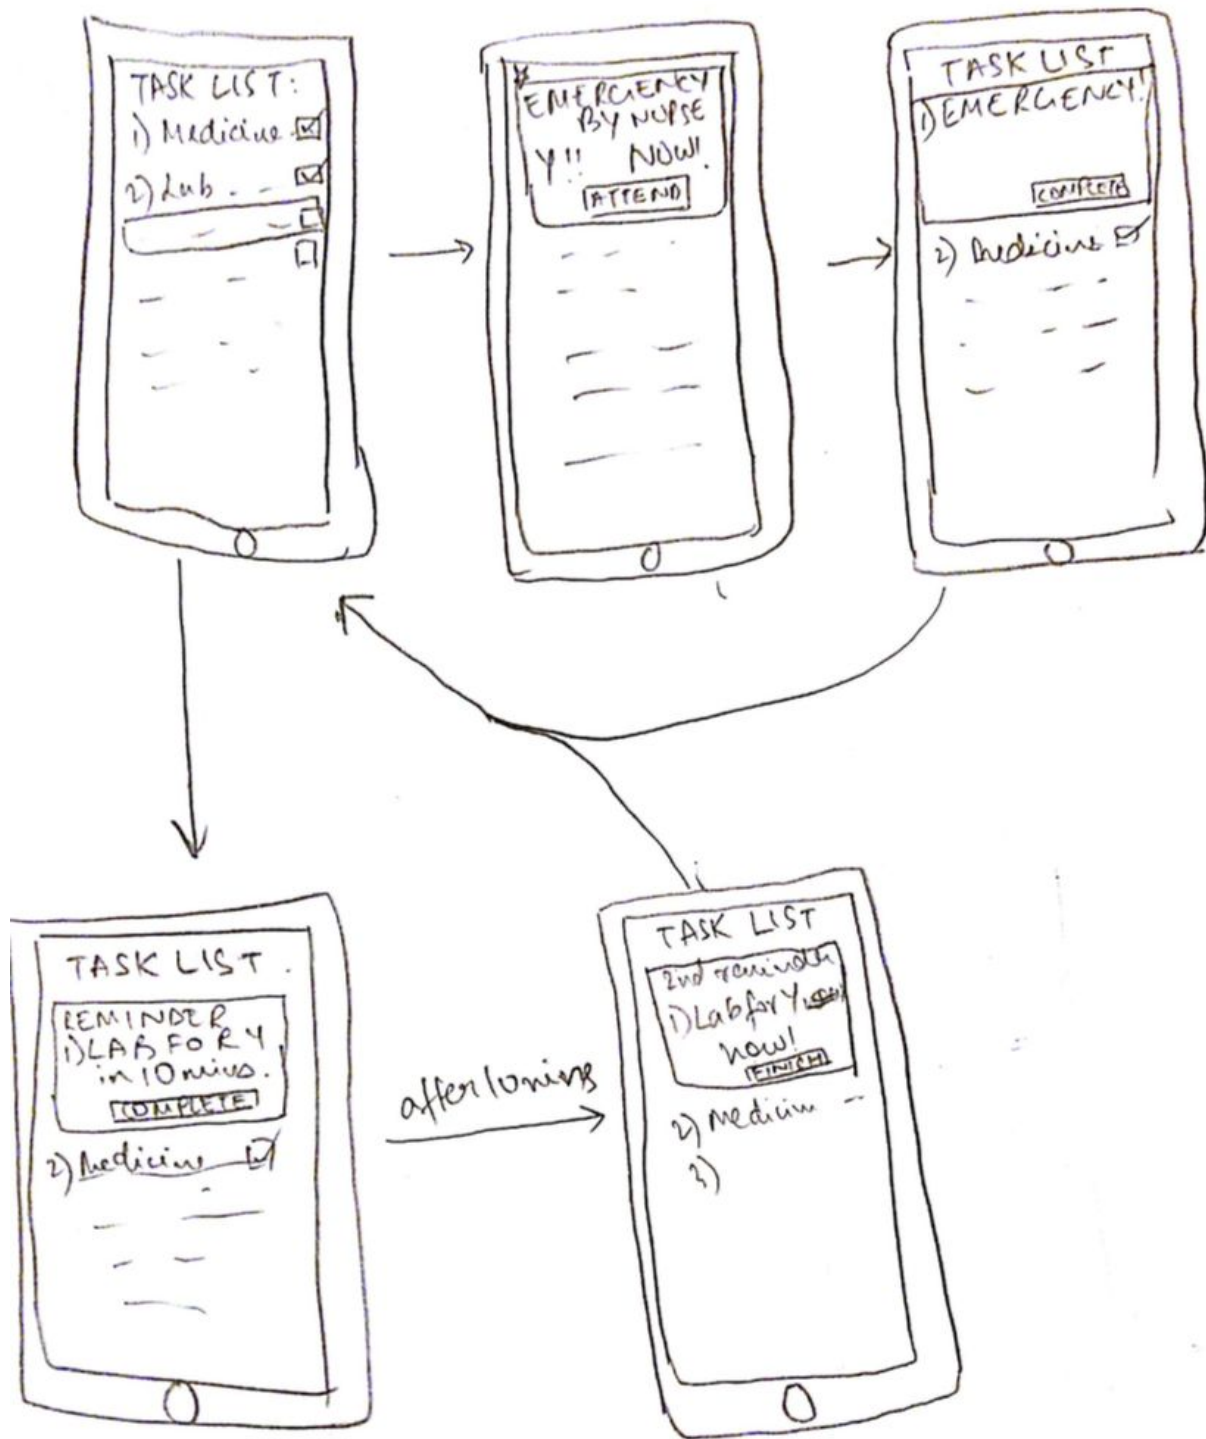 TASK LIST:
1) Medicine
2) Lab
EMERGENCY
BY NURSE
Y!! NOW!
ATTEND
TASK LIST
1) EMERGENCY!
COMPLETE
2) Medicine
TASK LIST
REMINDER
1) LAB FOR Y
in 10 mins.
COMPLETE
2) Medicine
after 10 mins
TASK LIST
2nd reminder
1) Lab for Y
now!
FINISH
2) Medicine
3)